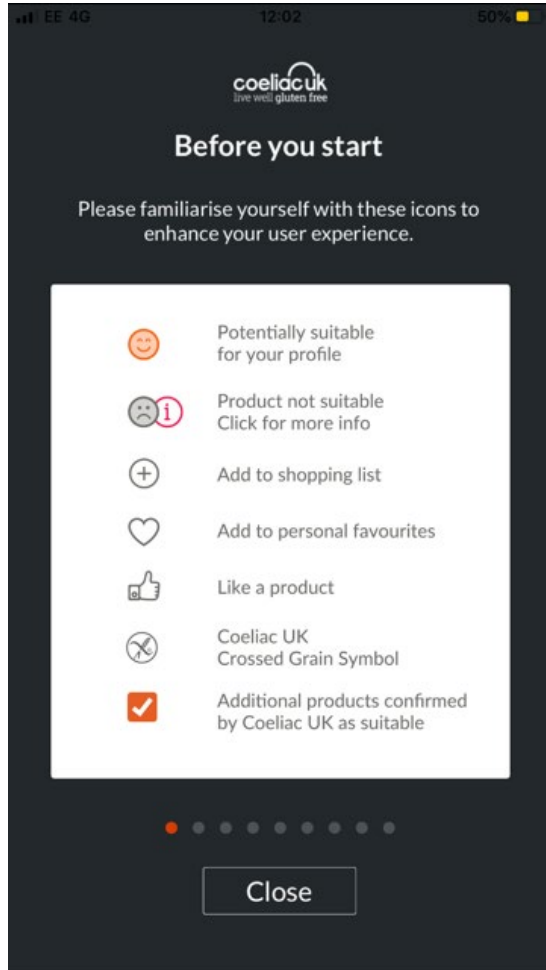 EE 4G 12:02 50%
coeliac uk
live well gluten free
Before you start
Please familiarise yourself with these icons to
enhance your user experience.
Potentially suitable
for your profile
i
Product not suitable
Click for more info
Add to shopping list
Add to personal favourites
Like a product
Coeliac UK
Crossed Grain Symbol
Additional products confirmed
by Coeliac UK as suitable
Close